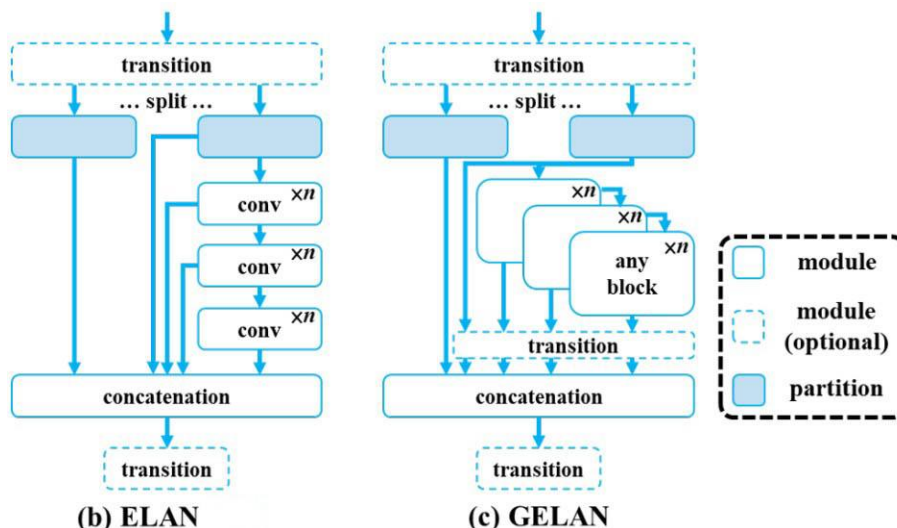 transition
... split ...
conv ×n
conv ×n
conv ×n
concatenation
transition
(b) ELAN
transition
... split ...
×n
×n
×n
any
block
transition
concatenation
transition
(c) GELAN
module
module
(optional)
partition